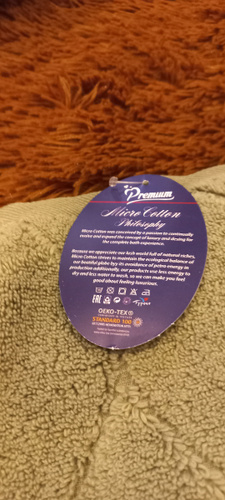 Premium
Micro Cotton
Philosophy
Micro Cotton was conceived by a passion to continually
evolve and expand the concept of luxury and desing for
the complete bath experience.
Because we appreciate our lush world full of natural riches,
Micro Cotton strives to maintain the ecological balance of
our beatiful globe byy its avoidance of extra energy in
production additionally, our products use less energy to
dry and less water to wash, so we can make you feel
good about feeling luxurious.
EAC
OEKO-TEX®
STANDARD 100